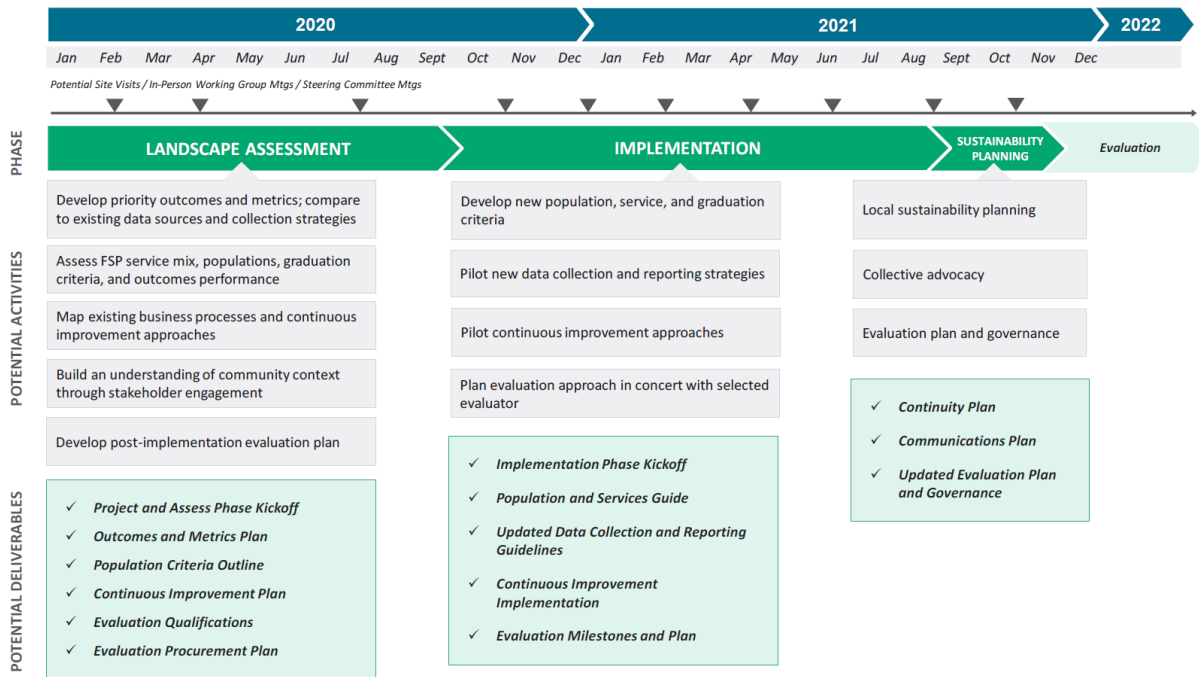 2020
2021
2022
Jan Feb Mar Apr May Jun Jul Aug Sept Oct Nov Dec Jan Feb Mar Apr May Jun Jul Aug Sept Oct Nov Dec
Potential Site Visits / In-Person Working Group Mtgs / Steering Committee Mtgs
PHASE
LANDSCAPE ASSESSMENT
IMPLEMENTATION
SUSTAINABILITY
PLANNING
Evaluation
POTENTIAL ACTIVITIES
Develop priority outcomes and metrics; compare
to existing data sources and collection strategies
Assess FSP service mix, populations, graduation
criteria, and outcomes performance
Map existing business processes and continuous
improvement approaches
Build an understanding of community context
through stakeholder engagement
Develop post-implementation evaluation plan
Develop new population, service, and graduation
criteria
Pilot new data collection and reporting strategies
Pilot continuous improvement approaches
Plan evaluation approach in concert with selected
evaluator
Local sustainability planning
Collective advocacy
Evaluation plan and governance
POTENTIAL DELIVERABLES
✓ Project and Assess Phase Kickoff
✓ Outcomes and Metrics Plan
✓ Population Criteria Outline
✓ Continuous Improvement Plan
✓ Evaluation Qualifications
✓ Evaluation Procurement Plan
✓ Implementation Phase Kickoff
✓ Population and Services Guide
✓ Updated Data Collection and Reporting
Guidelines
✓ Continuous Improvement
Implementation
✓ Evaluation Milestones and Plan
✓ Continuity Plan
✓ Communications Plan
✓ Updated Evaluation Plan
and Governance